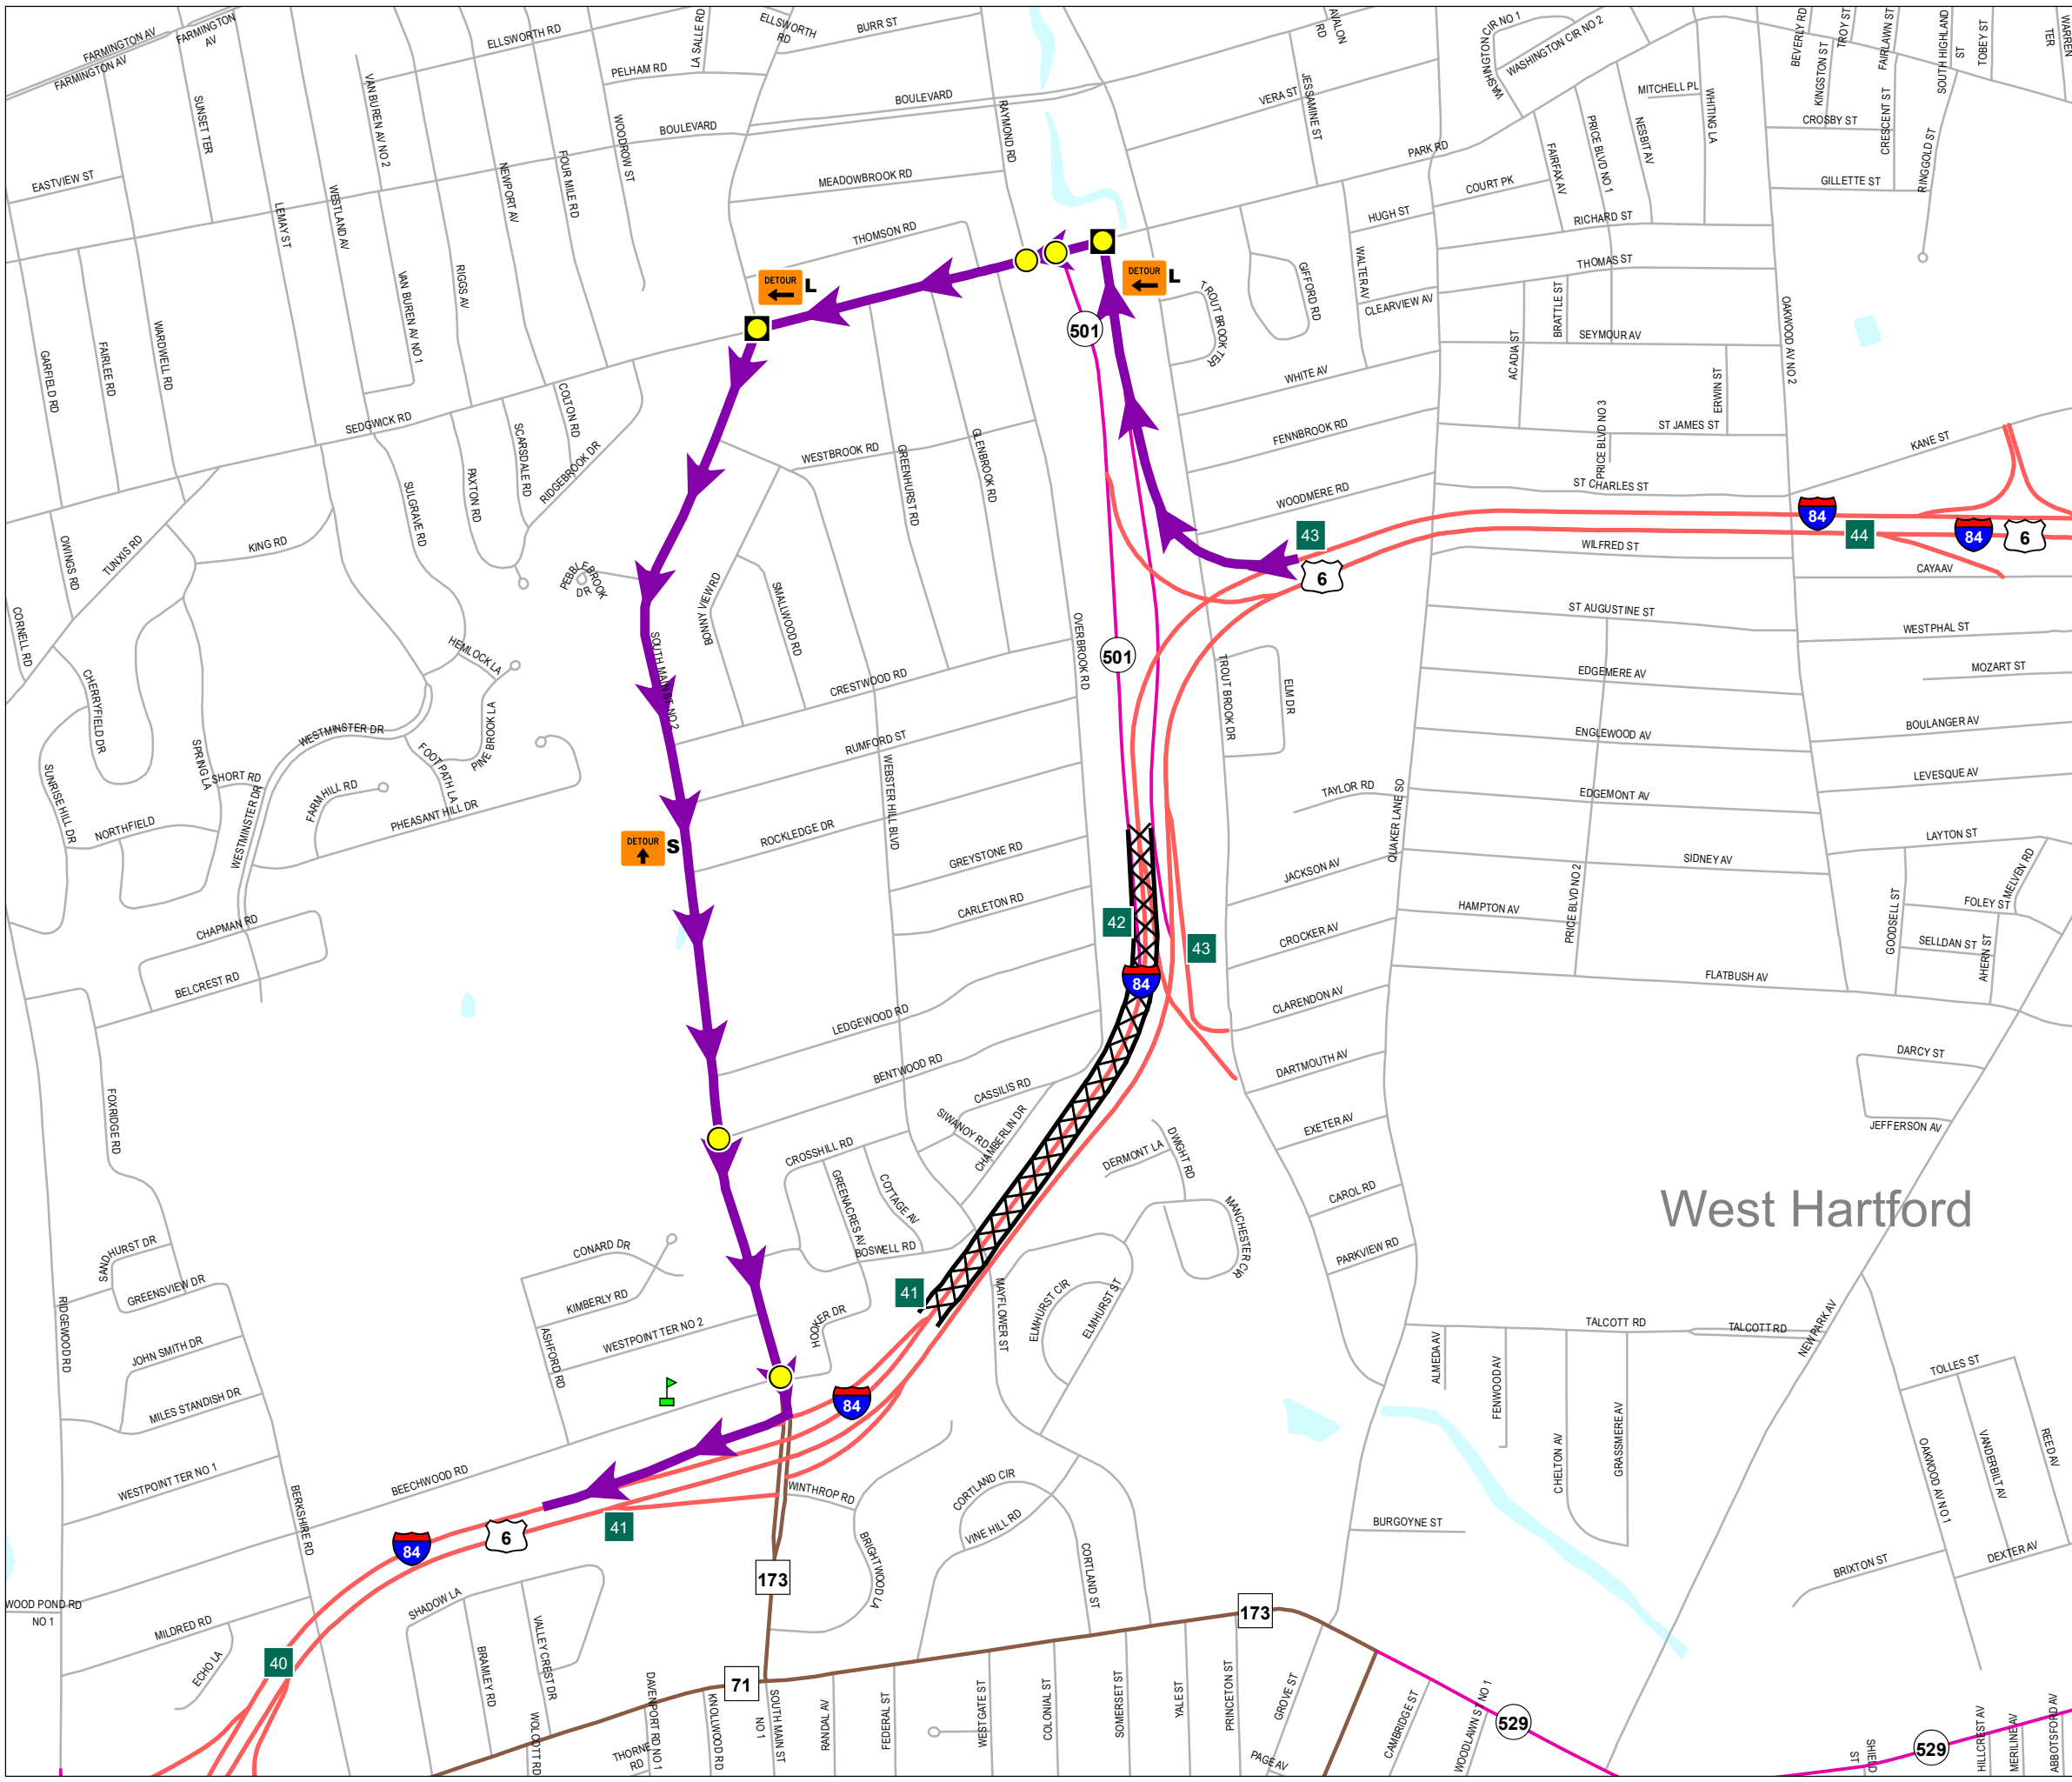 FARMINGTON AV
FARMINGTON AV
FARMINGTON
AV
ELLSWORTH RD
LA SALLE RD
ELLSWORTH
RD
BURR ST
AVALON
RD
WASHINGTON
CIR NO 1
WASHINGTON CIR NO 2
BEVERLY RD
KINGSTON ST
TROY ST
FAIRLAWN ST
SOUTH HIGHLAND
ST
TOBEY ST
WARREN
TER
SUNSET TER
VAN BUREN AV NO 2
PELHAM RD
WOODROW ST
BOULEVARD
BOULEVARD
RAYMOND RD
VERA ST
JESSAMINE ST
MITCHELL PL
WHITING LA
CROSBY ST
CRESCENT ST
RINGGOLD ST
EASTVIEW ST
LEMAY ST
WESTLAND AV
NEWPORT AV
FOUR MILE RD
MEADOWBROOK RD
PARK RD
COURT PK
FAIRFAX AV
PRICE BLVD NO 1
NESBIT AV
GILLETTE ST
THOMSON RD
HUGH ST
RICHARD ST
WARDWELL RD
VAN BUREN AV NO 1
RIGGS AV
DETOUR
L
DETOUR
L
501
TROUT BROOK TER
GIFFORD RD
WALTER AV
CLEARVIEW AV
THOMAS ST
BRATTLE ST
SEYMOUR AV
OAKWOOD AV NO 2
GARFIELD RD
FAIRLEE RD
SEDGWICK RD
COLTON RD
SCARSDALE RD
PAXTON RD
RIDGEBROOK DR
WESTBROOK RD
GREENHURST RD
GLENBROOK RD
WHITE AV
FENNBROOK RD
ACADIA ST
ERWIN ST
ST JAMES ST
PRICE BLVD NO 3
KANE ST
OWINGS RD
TUNXIS RD
KING RD
SULGRAVE RD
WOODMERE RD
ST CHARLES ST
43
84
44
84
6
WILFRED ST
CAYA AV
6
PEBBLE
BROOK
DR
BONNY VIEW RD
SMALLWOOD RD
CORNELL RD
HEMLOCK LA
SOUTH MAIN ST NO 2
OVERBROOK RD
501
ST AUGUSTINE ST
WESTPHAL ST
CHERRYFIELD DR
SPRING LA
WESTMINSTER DR
FOOT PATH LA
PINE BROOK LA
CRESTWOOD RD
RUMFORD ST
TROUT BROOK DR
ELM DR
EDGEMERE AV
MOZART ST
ENGLEWOOD AV
BOULANGER AV
SUNRISE HILL DR
SHORT RD
WESTMINSTER DR
FARM HILL RD
PHEASANT HILL DR
WEBSTER HILL BLVD
TAYLOR RD
EDGEMONT AV
LEVESQUE AV
NORTHFIELD
DETOUR
S
ROCKLEDGE DR
GREYSTONE RD
QUAKER LANE SO
SIDNEY AV
LAYTON ST
JACKSON AV
CARLETON RD
HAMPTON AV
PRICE BLVD NO 2
GOODSELL ST
MELVEN RD
FOLEY ST
CHAPMAN RD
42
43
CROCKER AV
SELLDAN ST
AHERN ST
BELCREST RD
84
FLATBUSH AV
LEDGEWOOD RD
CLARENDON AV
BENTWOOD RD
DARTMOUTH AV
DARCY ST
FOXRIDGE RD
CASSILIS RD
SIWANOY RD
CHAMBERLIN DR
EXETER AV
JEFFERSON AV
CROSSHILL RD
DERMONT LA
DWIGHT RD
CAROL RD
GREENACRES AV
COTTAGE AV
MANCHESTER CIR
West Hartford
SANDHURST DR
GREENSVIEW DR
CONARD DR
BOSWELL RD
PARKVIEW RD
KIMBERLY RD
41
RIDGEWOOD RD
JOHN SMITH DR
ASHFORD RD
WESTPOINT TER NO 2
HOOKER DR
MAYFLOWER ST
ELMHURST CIR
ELMHURST ST
TALCOTT RD
TALCOTT RD
NEW PARK AV
ALMEDA AV
FENWOOD AV
TOLLES ST
MILES STANDISH DR
84
CHELTON AV
GRASSMERE AV
OAKWOOD AV NO 1
VANDERBILT AV
REED AV
WESTPOINT TER NO 1
BERKSHIRE RD
BEECHWOOD RD
WINTHROP RD
CORTLAND CIR
VINE HILL RD
84
6
41
BRIGHTWOOD LA
CORTLAND ST
BURGOYNE ST
BRIXTON ST
DEXTER AV
173
WOOD POND RD
NO 1
MILDRED RD
ECHO LA
40
SHADOW LA
BRAMLEY RD
VALLEY CREST DR
173
71
WOLCOTT RD
DAVENPORT RD NO 1
THORNE
RD
KNOLLWOOD RD
SOUTH MAIN ST
NO 1
RANDAL AV
FEDERAL ST
WESTGATE ST
COLONIAL ST
SOMERSET ST
YALE ST
PRINCETON ST
GROVE ST
PAGE AV
CAMBRIDGE ST
WOODLAWN ST NO 1
529
529
SHIELD
ST
HILLCREST AV
MERILINE AV
ABBOTSFORD AV